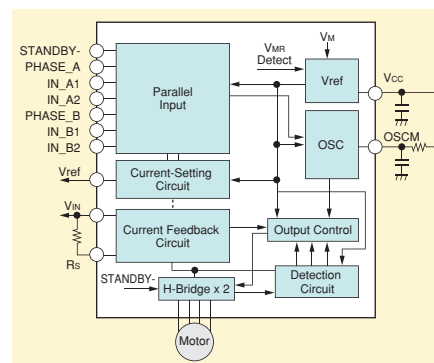 STANDBY-
PHASE_A
IN_A1
IN_A2
PHASE_B
IN_B1
IN_B2
Vref
VIN
RS
Parallel
Input
Current-Setting
Circuit
Current Feedback
Circuit
STANDBY-
H-Bridge x 2
Motor
VMR
Detect
VM
Vref
OSC
Output Control
Detection
Circuit
VCC
OSCM